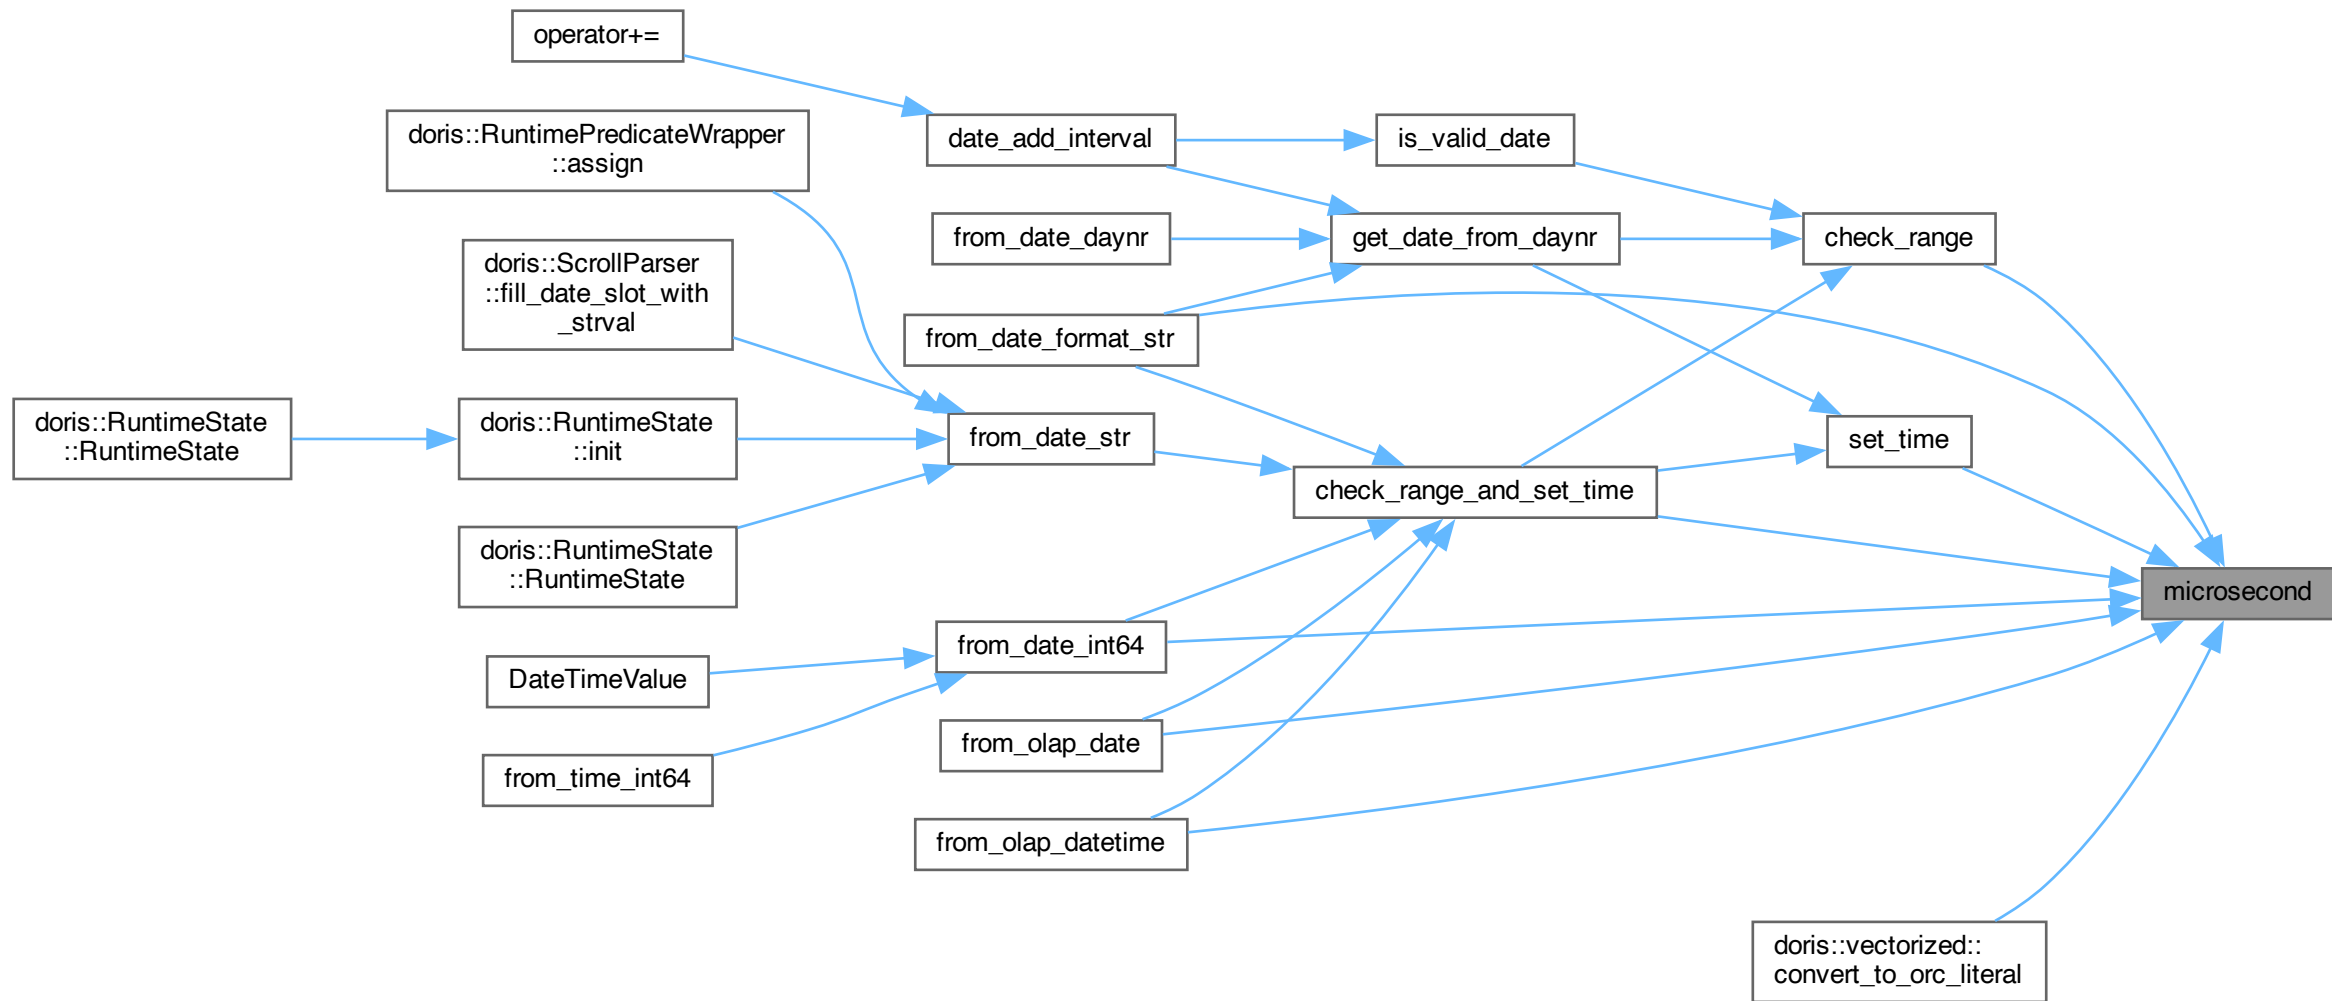 operator+=
doris::RuntimePredicateWrapper
::assign
date_add_interval
is_valid_date
from_date_daynr
get_date_from_daynr
check_range
doris::ScrollParser
::fill_date_slot_with
_strval
from_date_format_str
doris::RuntimeState
::RuntimeState
doris::RuntimeState
::init
from_date_str
set_time
check_range_and_set_time
doris::RuntimeState
::RuntimeState
microsecond
from_date_int64
DateTimeValue
from_olap_date
from_time_int64
from_olap_datetime
doris::vectorized::
convert_to_orc_literal